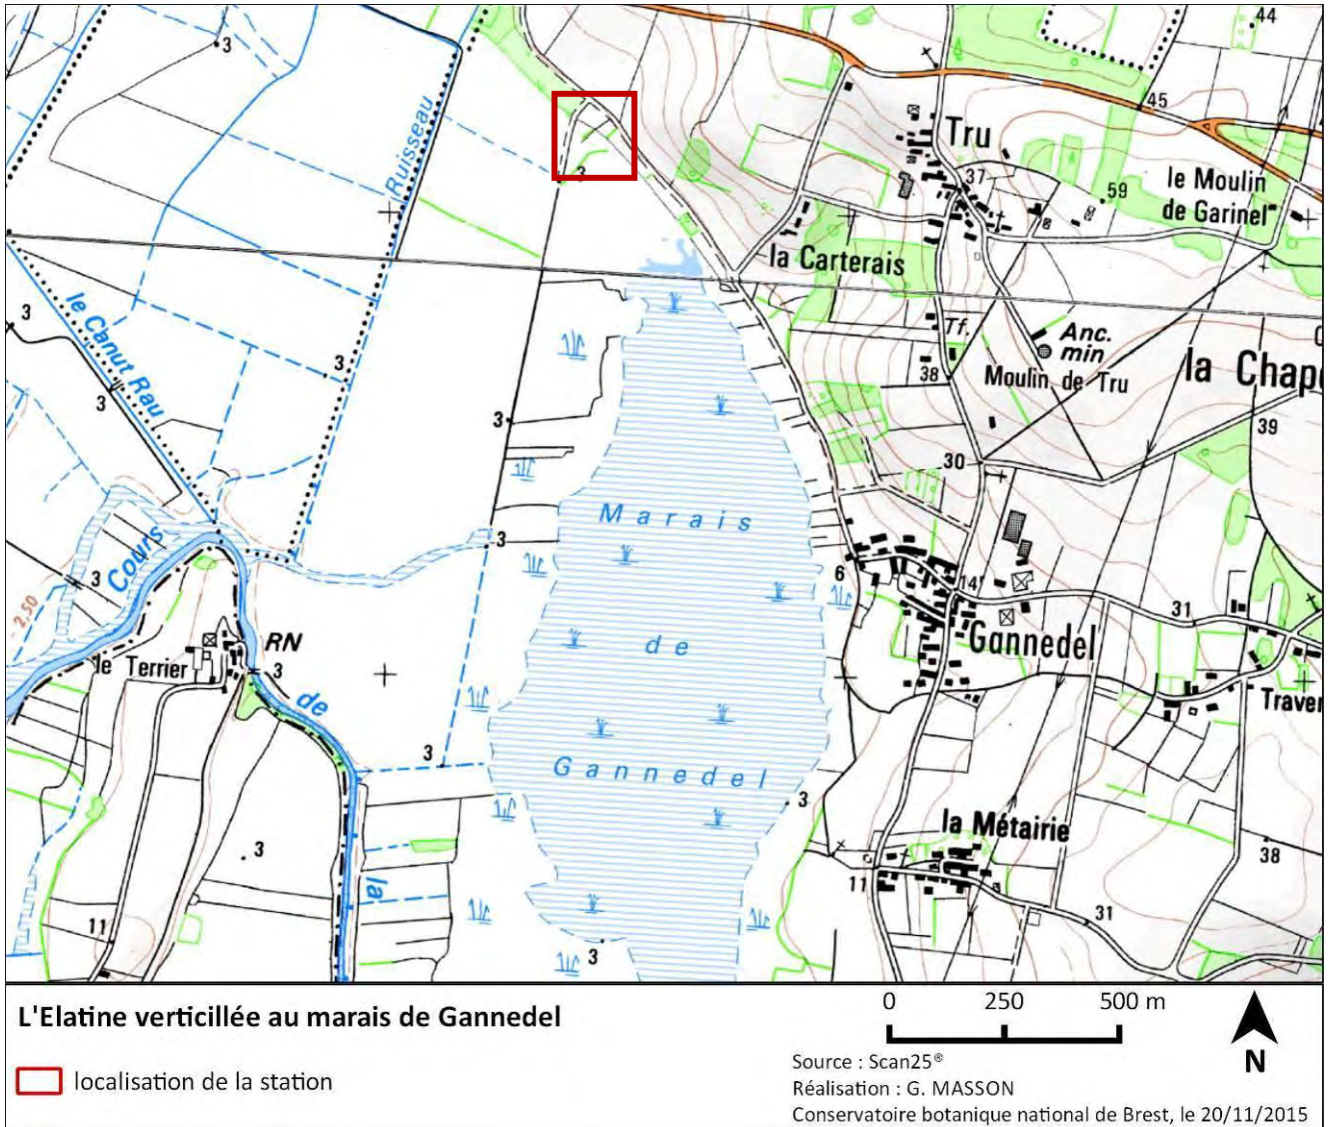 44
3
45
Ruisseau
Tru
3
37
59
le Moulin
de Garinel
la Carterais
le Canut Rau
3
3
Tf.
Anc.
min
Moulin de Tru
la Chap
38
3
3
39
30
Marais
Cours
3
3
6
14
2,50
31
de
Gannedel
RN
le Terrier
3
de
Traver
3
Gannedel
3
la Métairie
3
38
la
11
31
11
3
L'Elatine verticillée au marais de Gannedel
localisation de la station
0 250 500 m
N
Source : Scan25®
Réalisation : G. MASSON
Conservatoire botanique national de Brest, le 20/11/2015